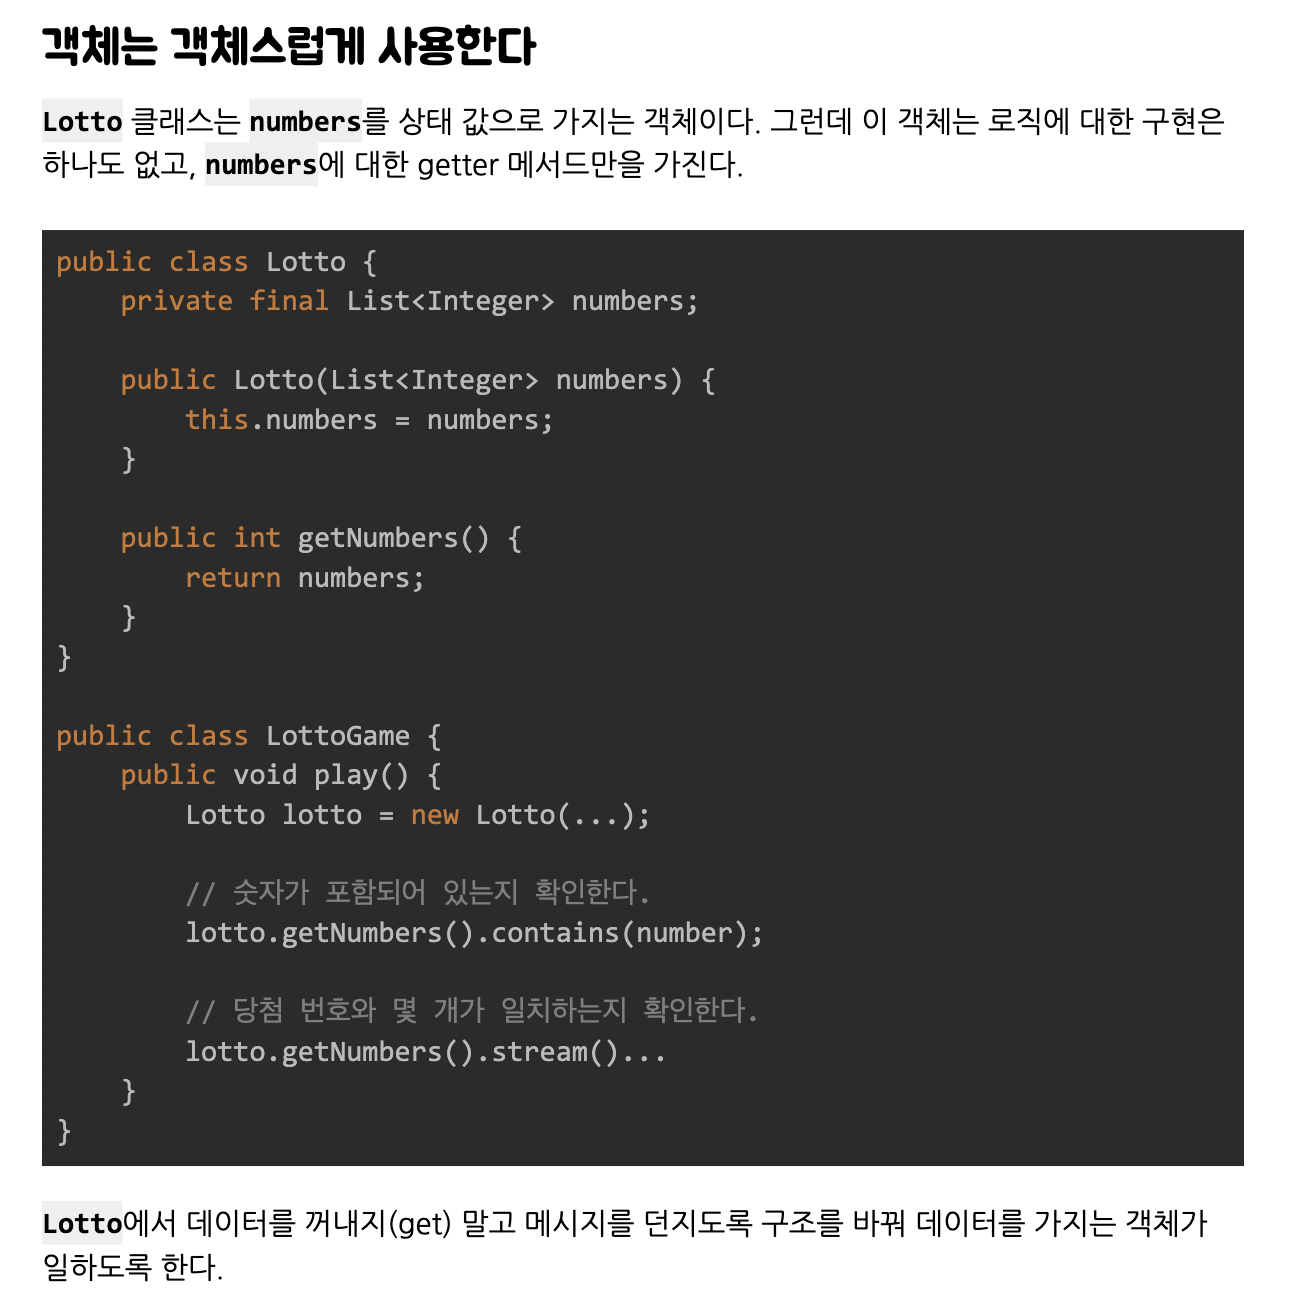 객체는 객체스럽게 사용한다
Lotto 클래스는 numbers를 상태 값으로 가지는 객체이다. 그런데 이 객체는 로직에 대한 구현은
하나도 없고, numbers에 대한 getter 메서드만을 가진다.
public class Lotto {
    private final List<Integer> numbers;
    public Lotto(List<Integer> numbers) {
        this.numbers = numbers;
    }
    public int getNumbers() {
        return numbers;
    }
}
public class LottoGame {
    public void play() {
        Lotto lotto = new Lotto(...);
        // 숫자가 포함되어 있는지 확인한다.
        lotto.getNumbers().contains(number);
        // 당첨 번호와 몇 개가 일치하는지 확인한다.
        lotto.getNumbers().stream()...
    }
}
Lotto에서 데이터를 꺼내지(get) 말고 메시지를 던지도록 구조를 바꿔 데이터를 가지는 객체가
일하도록 한다.